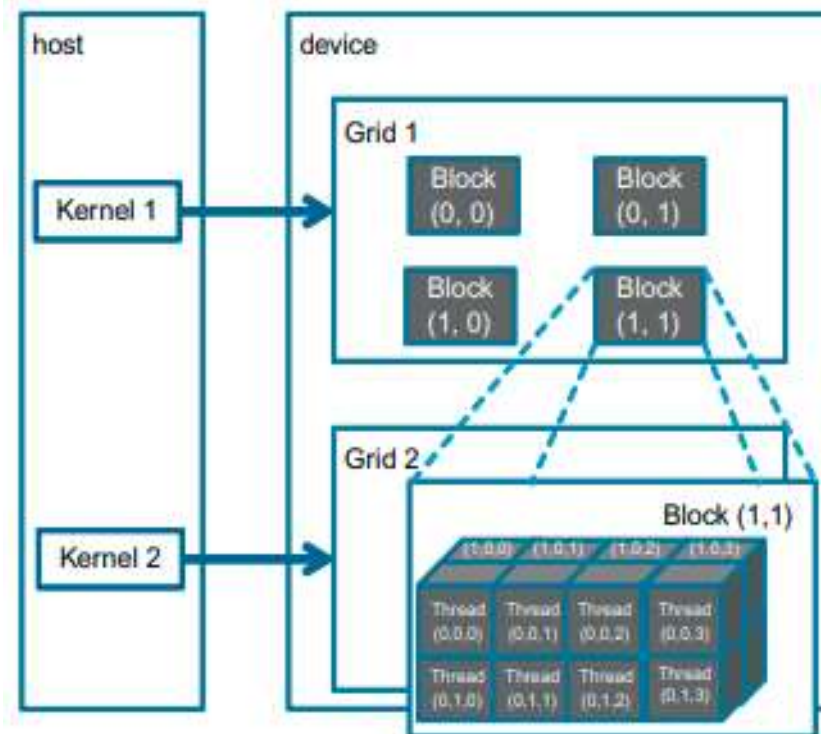 host
device
Grid 1
Kernel 1
Block
(0, 0)
Block
(0, 1)
Block
(1, 0)
Block
(1, 1)
Grid 2
Kernel 2
Block (1,1)
(1,0,0) (1,0,1) (1,0,2) (1,0,3)
Thread
(0,0,0)
Thread
(0,0,1)
Thread
(0,0,2)
Thread
(0,0,3)
Thread
(0,1,0)
Thread
(0,1,1)
Thread
(0,1,2)
Thread
(0,1,3)